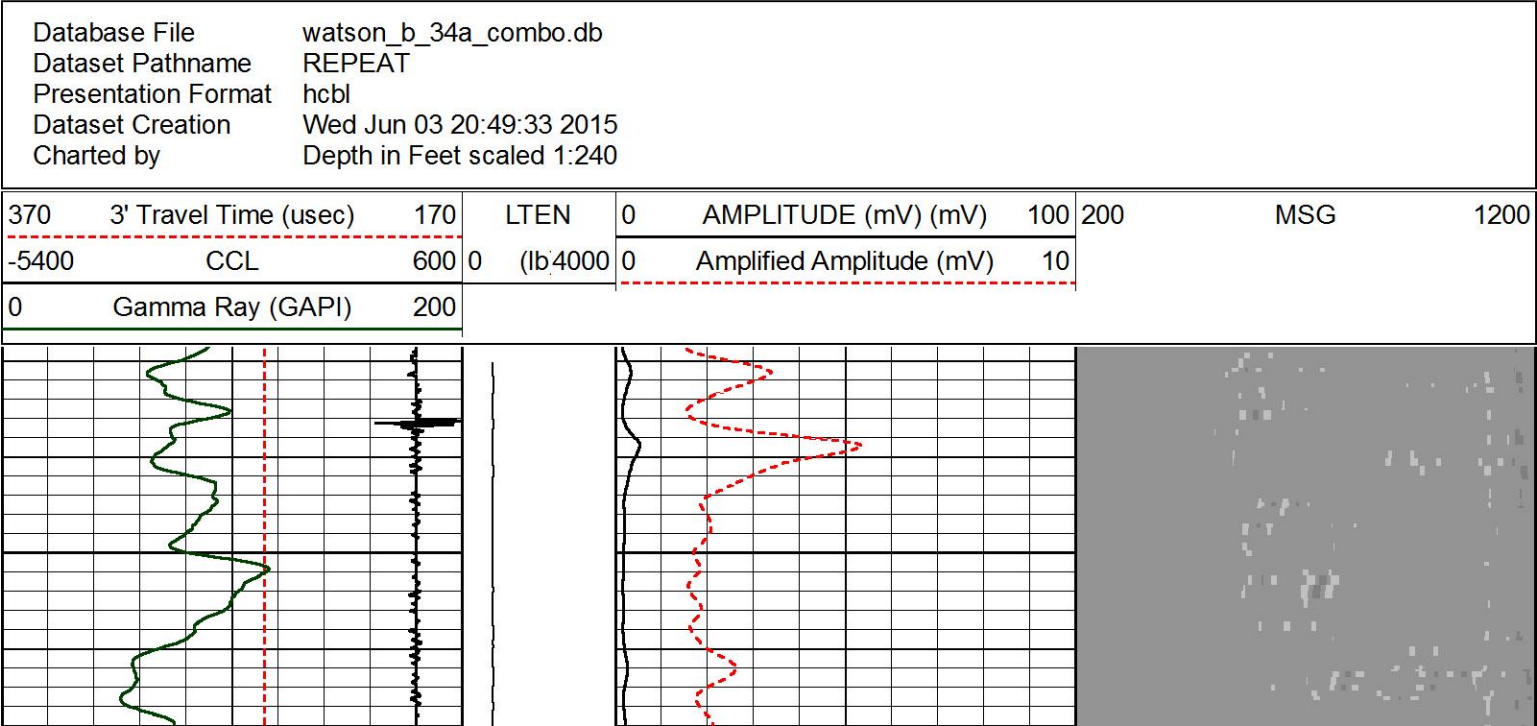 Database File watson_b_34a_combo.db
Dataset Pathname REPEAT
Presentation Format hcbl
Dataset Creation Wed Jun 03 20:49:33 2015
Charted by Depth in Feet scaled 1:240
370 3' Travel Time (usec) 170 LTEN 0 AMPLITUDE (mV) (mV) 100 200 MSG 1200
-5400 CCL 600 0 (lb 4000 0 Amplified Amplitude (mV) 10
0 Gamma Ray (GAPI) 200